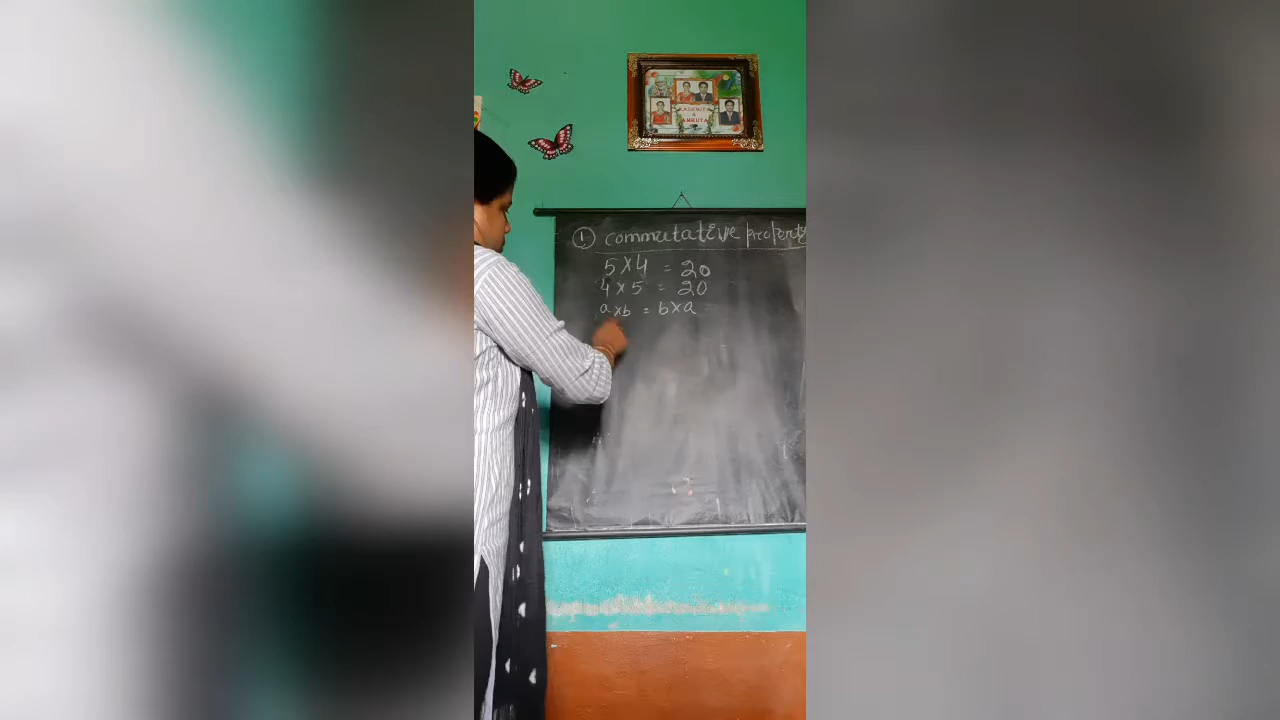 ① commutative property
5 x 4 = 20
4 x 5 = 20
a x b = b x a